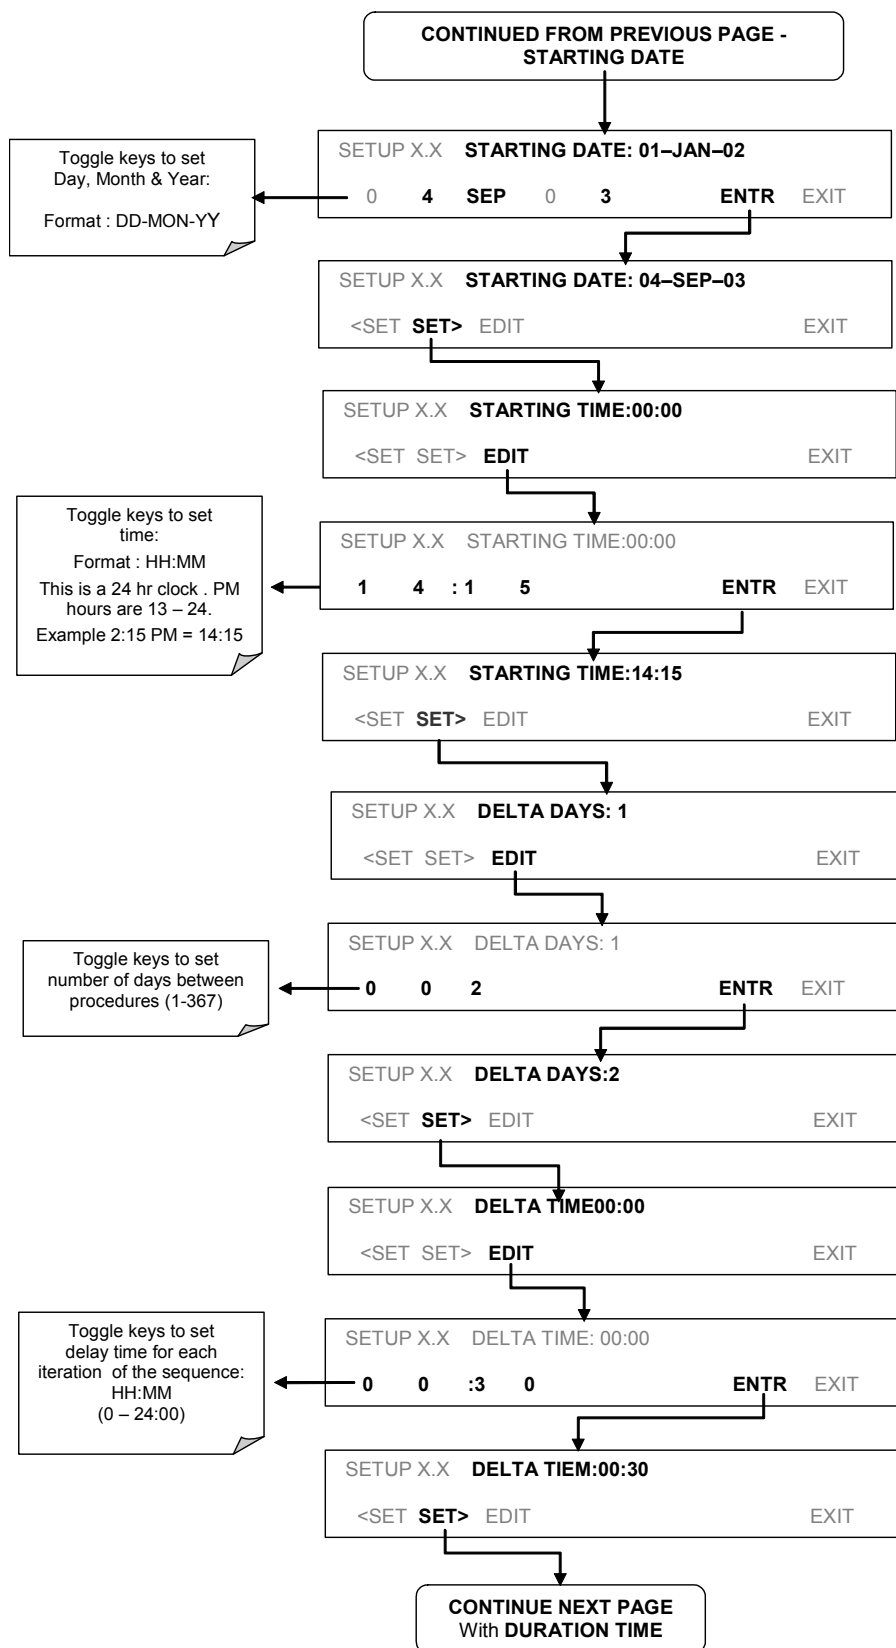 CONTINUED FROM PREVIOUS PAGE -
STARTING DATE
Toggle keys to set
Day, Month & Year:
Format : DD-MON-YY
SETUP X.X STARTING DATE: 01–JAN–02
0 4 SEP 0 3 ENTR EXIT
SETUP X.X STARTING DATE: 04–SEP–03
<SET SET> EDIT EXIT
SETUP X.X STARTING TIME:00:00
<SET SET> EDIT EXIT
Toggle keys to set
time:
Format : HH:MM
This is a 24 hr clock . PM
hours are 13 – 24.
Example 2:15 PM = 14:15
SETUP X.X STARTING TIME:00:00
1 4 : 1 5 ENTR EXIT
SETUP X.X STARTING TIME:14:15
<SET SET> EDIT EXIT
SETUP X.X DELTA DAYS: 1
<SET SET> EDIT EXIT
Toggle keys to set
number of days between
procedures (1-367)
SETUP X.X DELTA DAYS: 1
0 0 2 ENTR EXIT
SETUP X.X DELTA DAYS:2
<SET SET> EDIT EXIT
SETUP X.X DELTA TIME00:00
<SET SET> EDIT EXIT
Toggle keys to set
delay time for each
iteration of the sequence:
HH:MM
(0 – 24:00)
SETUP X.X DELTA TIME: 00:00
0 0 :3 0 ENTR EXIT
SETUP X.X DELTA TIEM:00:30
<SET SET> EDIT EXIT
CONTINUE NEXT PAGE
With DURATION TIME